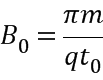 B₀ = πm / qt₀